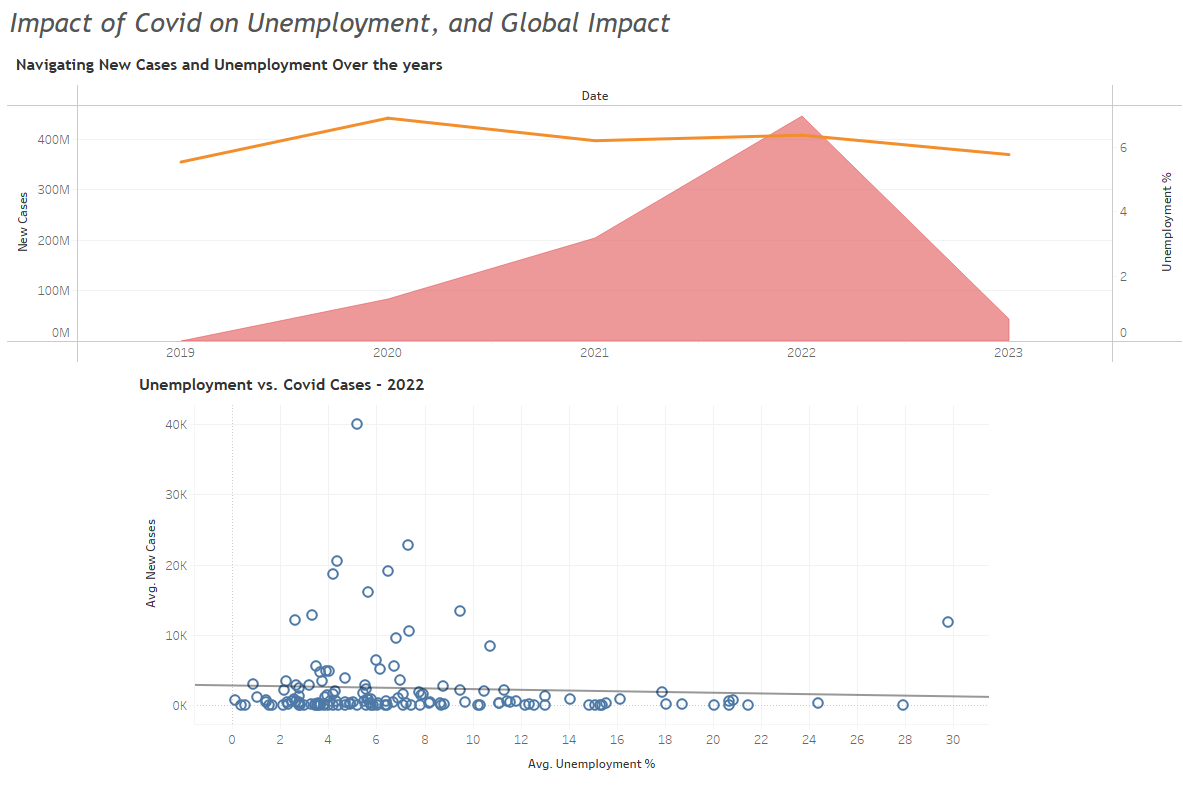 Impact of Covid on Unemployment, and Global Impact
Navigating New Cases and Unemployment Over the years
Date
400M
300M
200M
100M
0M
New Cases
6
4
2
0
Unemployment %
2019 2020 2021 2022 2023
Unemployment vs. Covid Cases - 2022
40K
30K
20K
10K
0K
Avg. New Cases
0 2 4 6 8 10 12 14 16 18 20 22 24 26 28 30
Avg. Unemployment %